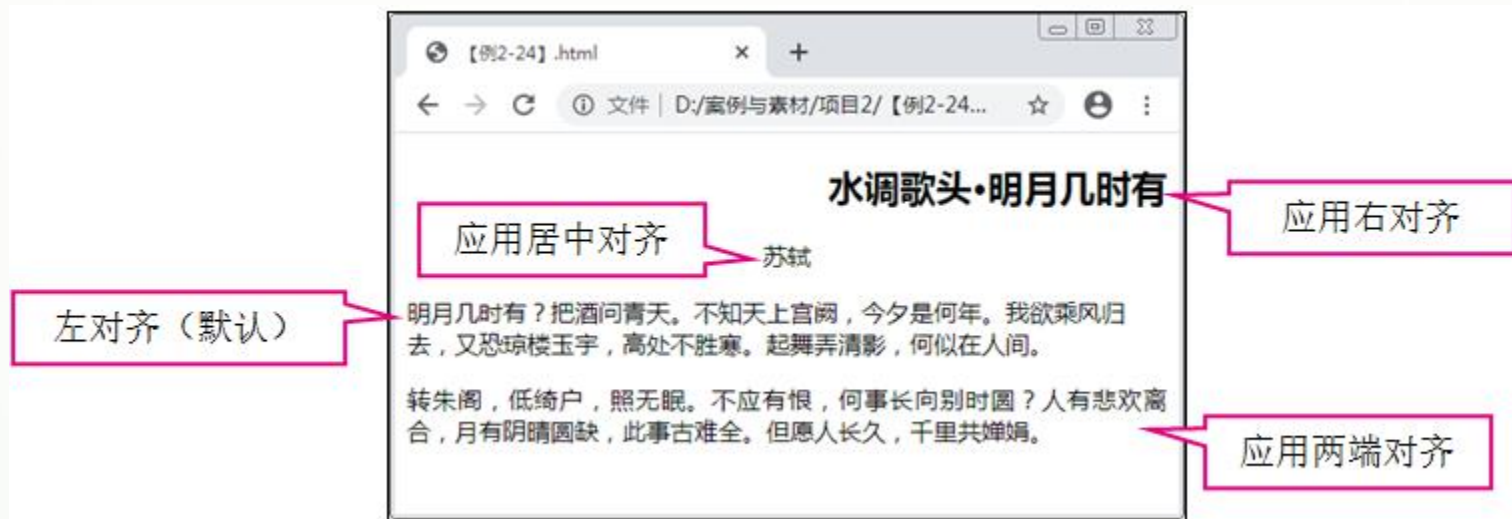 【例2-24】.html
文件 | D:/案例与素材/项目2/【例2-24...
水调歌头•明月几时有
应用右对齐
应用居中对齐
苏轼
左对齐（默认）
明月几时有？把酒问青天。不知天上宫阙，今夕是何年。我欲乘风归
去，又恐琼楼玉宇，高处不胜寒。起舞弄清影，何似在人间。
转朱阁，低绮户，照无眠。不应有恨，何事长向别时圆？人有悲欢离
合，月有阴晴圆缺，此事古难全。但愿人长久，千里共婵娟。
应用两端对齐